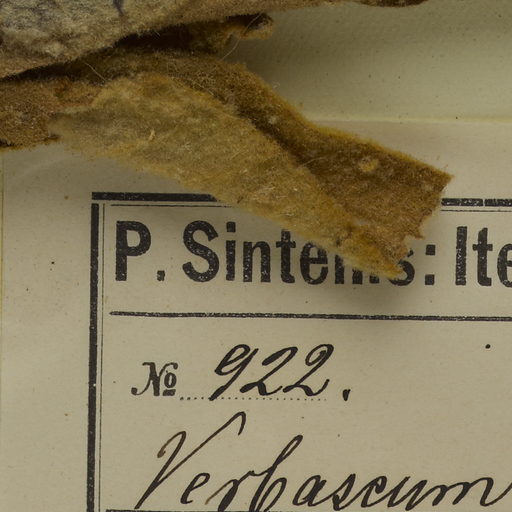 P. Sintenis: Ite
№ 922.
Verbascum